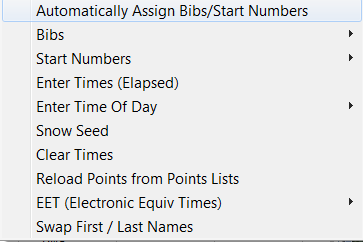 Automatically Assign Bibs/Start Numbers
Bibs
Start Numbers
Enter Times (Elapsed)
Enter Time Of Day
Snow Seed
Clear Times
Reload Points from Points Lists
EET (Electronic Equiv Times)
Swap First / Last Names